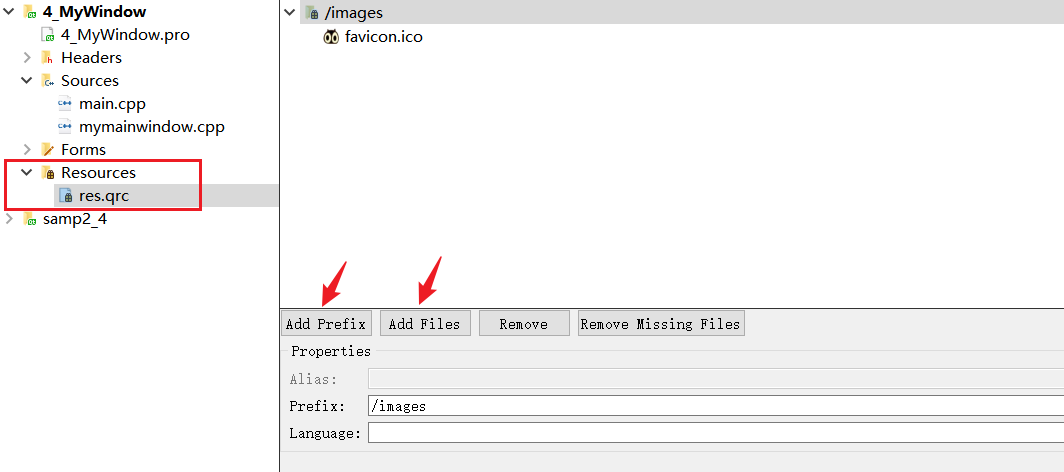 4_MyWindow
4_MyWindow.pro
Headers
Sources
main.cpp
mymainwindow.cpp
Forms
Resources
res.qrc
samp2_4
/images
favicon.ico
Add Prefix
Add Files
Remove
Remove Missing Files
Properties
Alias:
Prefix: /images
Language: